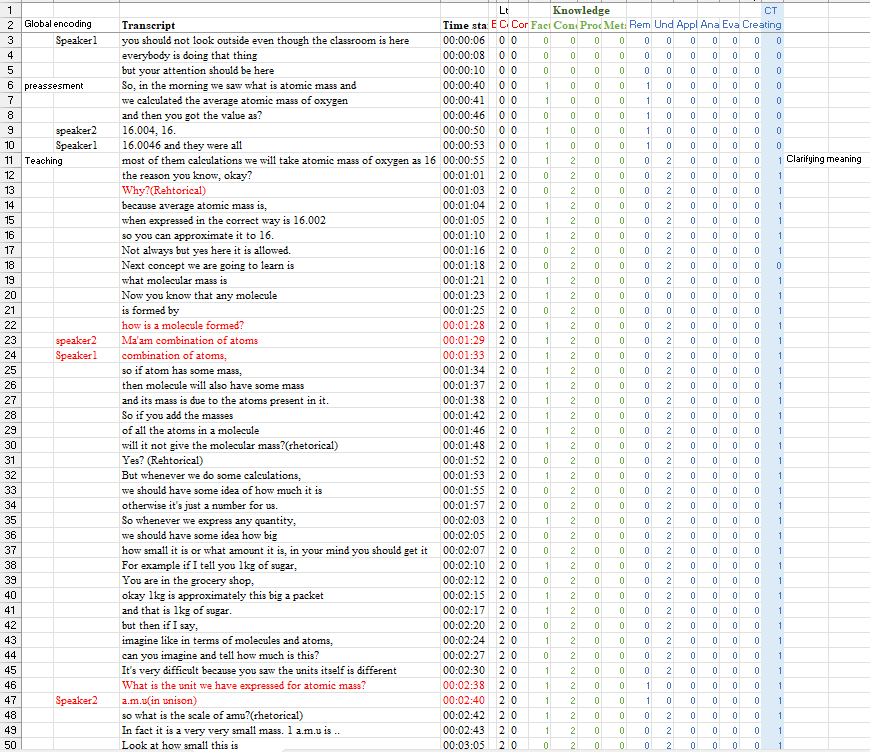 1 Lt Knowledge CT
2 Global encoding Transcript Time sta E Cc Cor Fact Conc Proc Meta Rem Und Appl Ana Eva Creating
3 Speaker1 you should not look outside even though the classroom is here 00:00:06 0 0 0 0 0 0 0 0 0 0 0 0 0
4 everybody is doing that thing 00:00:08 0 0 0 0 0 0 0 0 0 0 0 0 0
5 but your attention should be here 00:00:10 0 0 0 0 0 0 0 0 0 0 0 0 0
6 preassesment So, in the morning we saw what is atomic mass and 00:00:40 0 0 1 0 0 0 1 0 0 0 0 0 0
7 we calculated the average atomic mass of oxygen 00:00:41 0 0 1 0 0 0 1 0 0 0 0 0 0
8 and then you got the value as? 00:00:46 0 0 0 0 0 0 1 0 0 0 0 0 0
9 speaker2 16.004, 16. 00:00:50 0 0 1 0 0 0 1 0 0 0 0 0 0
10 Speaker1 16.0046 and they were all 00:00:53 0 0 1 0 0 0 1 0 0 0 0 0 0
11 Teaching most of them calculations we will take atomic mass of oxygen as 16 00:00:55 2 0 1 2 0 0 0 2 0 0 0 0 1 Clarifying meaning
12 the reason you know, okay? 00:01:01 2 0 0 2 0 0 0 2 0 0 0 0 1
13 Why?(Rehtorical) 00:01:03 2 0 0 2 0 0 0 2 0 0 0 0 1
14 because average atomic mass is, 00:01:04 2 0 1 2 0 0 0 2 0 0 0 0 1
15 when expressed in the correct way is 16.002 00:01:05 2 0 1 2 0 0 0 2 0 0 0 0 1
16 so you can approximate it to 16. 00:01:10 2 0 1 2 0 0 0 2 0 0 0 0 1
17 Not always but yes here it is allowed. 00:01:16 2 0 0 2 0 0 0 2 0 0 0 0 1
18 Next concept we are going to learn is 00:01:18 2 0 0 2 0 0 0 2 0 0 0 0 0
19 what molecular mass is 00:01:21 2 0 1 2 0 0 0 2 0 0 0 0 1
20 Now you know that any molecule 00:01:23 2 0 1 2 0 0 0 0 0 0 0 0 1
21 is formed by 00:01:25 2 0 0 2 0 0 0 2 0 0 0 0 1
22 how is a molecule formed? 00:01:28 2 0 1 2 0 0 0 2 0 0 0 0 1
23 speaker2 Ma'am combination of atoms 00:01:29 2 0 1 2 0 0 0 2 0 0 0 0 1
24 Speaker1 combination of atoms, 00:01:33 2 0 1 2 0 0 0 2 0 0 0 0 1
25 so if atom has some mass, 00:01:34 2 0 1 2 0 0 0 2 0 0 0 0 1
26 then molecule will also have some mass 00:01:37 2 0 1 2 0 0 0 2 0 0 0 0 1
27 and its mass is due to the atoms present in it. 00:01:38 2 0 1 2 0 0 0 2 0 0 0 0 1
28 So if you add the masses 00:01:42 2 0 1 2 0 0 0 2 0 0 0 0 1
29 of all the atoms in a molecule 00:01:46 2 0 1 2 0 0 0 2 0 0 0 0 1
30 will it not give the molecular mass?(rhetorical) 00:01:48 2 0 1 2 0 0 0 2 0 0 0 0 1
31 Yes? (Rehtorical) 00:01:52 2 0 0 2 0 0 0 2 0 0 0 0 1
32 But whenever we do some calculations, 00:01:53 2 0 1 2 0 0 0 2 0 0 0 0 1
33 we should have some idea of how much it is 00:01:55 2 0 0 2 0 0 0 2 0 0 0 0 1
34 otherwise it's just a number for us. 00:01:57 2 0 0 2 0 0 0 2 0 0 0 0 1
35 So whenever we express any quantity, 00:02:03 2 0 1 2 0 0 0 2 0 0 0 0 1
36 we should have some idea how big 00:02:05 2 0 0 2 0 0 0 2 0 0 0 0 1
37 how small it is or what amount it is, in your mind you should get it 00:02:07 2 0 0 2 0 0 0 2 0 0 0 0 1
38 For example if I tell you 1kg of sugar, 00:02:10 2 0 1 2 0 0 0 2 0 0 0 0 1
39 You are in the grocery shop, 00:02:12 2 0 0 2 0 0 0 2 0 0 0 0 1
40 okay 1kg is approximately this big a packet 00:02:15 2 0 1 2 0 0 0 2 0 0 0 0 1
41 and that is 1kg of sugar. 00:02:17 2 0 1 2 0 0 0 2 0 0 0 0 1
42 but then if I say, 00:02:20 2 0 0 2 0 0 0 2 0 0 0 0 1
43 imagine like in terms of molecules and atoms, 00:02:24 2 0 1 2 0 0 0 2 0 0 0 0 1
44 can you imagine and tell how much is this? 00:02:27 2 0 0 2 0 0 0 2 0 0 0 0 1
45 It's very difficult because you saw the units itself is different 00:02:30 2 0 1 2 0 0 0 2 0 0 0 0 1
46 What is the unit we have expressed for atomic mass? 00:02:38 2 0 1 2 0 0 1 0 0 0 0 0 1
47 Speaker2 a.m.u(in unison) 00:02:40 2 0 1 2 0 0 1 0 0 0 0 0 1
48 so what is the scale of amu?(rhetorical) 00:02:42 2 0 1 2 0 0 0 2 0 0 0 0 1
49 In fact it is a very very small mass. 1 a.m.u is .. 00:02:43 2 0 1 2 0 0 0 2 0 0 0 0 1
50 Look at how small this is 00:03:05 2 0 0 2 0 0 0 2 0 0 0 0 1